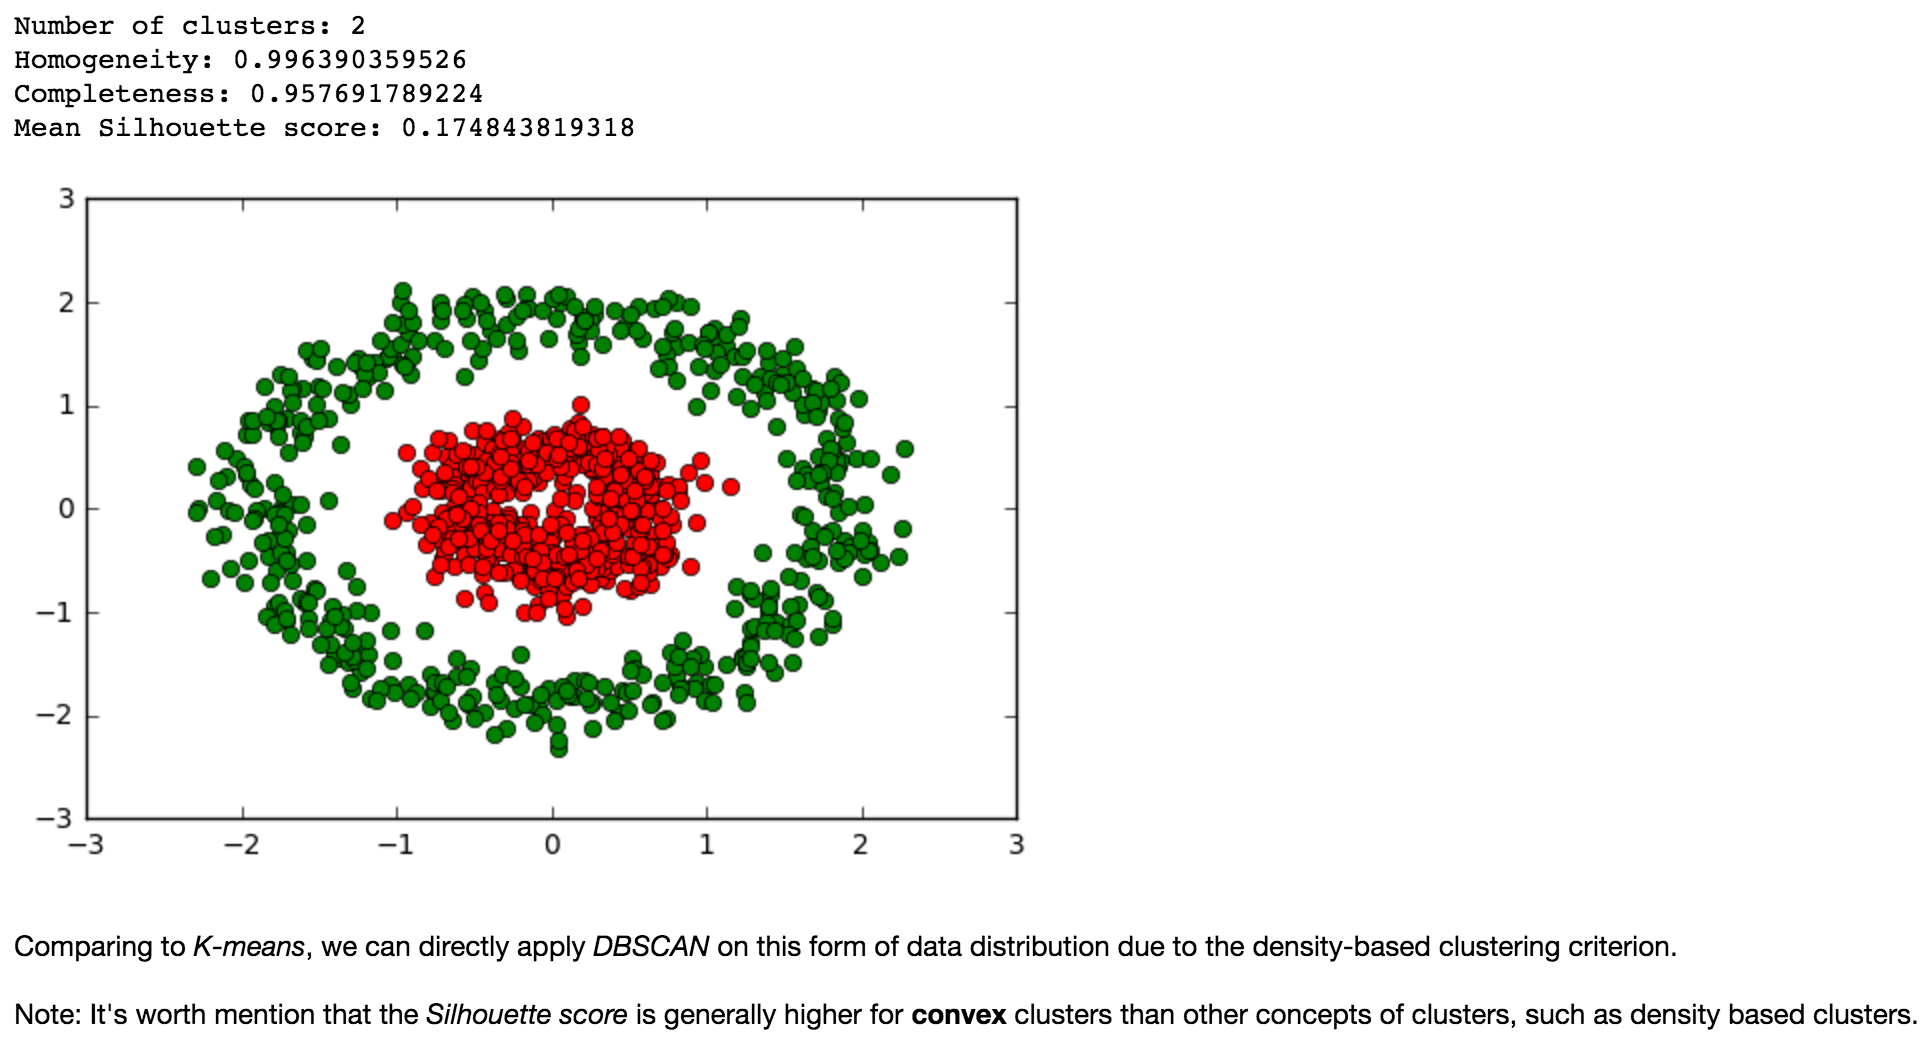 Number of clusters: 2
Homogeneity: 0.996390359526
Completeness: 0.957691789224
Mean Silhouette score: 0.174843819318
3
2
1
0
−1
−2
−3
−3 −2 −1 0 1 2 3
Comparing to K-means, we can directly apply DBSCAN on this form of data distribution due to the density-based clustering criterion.
Note: It's worth mention that the Silhouette score is generally higher for convex clusters than other concepts of clusters, such as density based clusters.